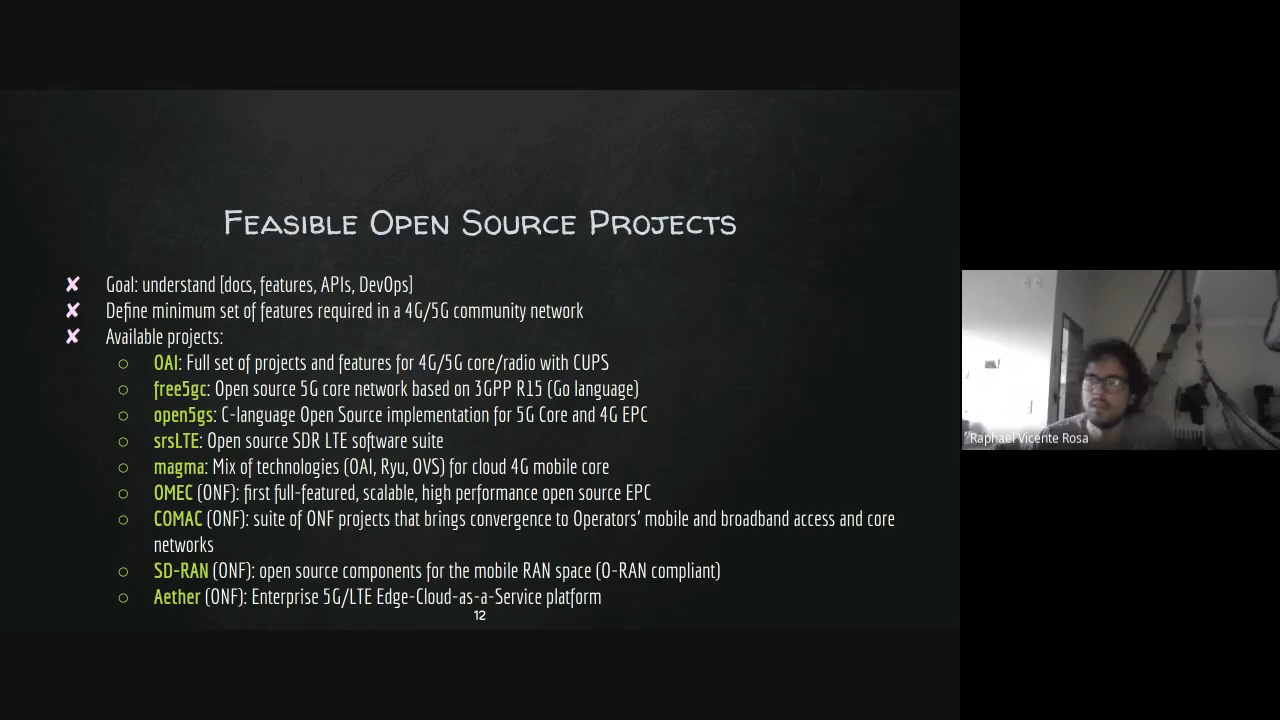 Feasible Open Source Projects
✘ Goal: understand [docs, features, APIs, DevOps]
✘ Define minimum set of features required in a 4G/5G community network
✘ Available projects:
○ OAI: Full set of projects and features for 4G/5G core/radio with CUPS
○ free5gc: Open source 5G core network based on 3GPP R15 (Go language)
○ open5gs: C-language Open Source implementation for 5G Core and 4G EPC
○ srsLTE: Open source SDR LTE software suite
○ magma: Mix of technologies (OAI, Ryu, OVS) for cloud 4G mobile core
○ OMEC (ONF): first full-featured, scalable, high performance open source EPC
○ COMAC (ONF): suite of ONF projects that brings convergence to Operators’ mobile and broadband access and core
networks
○ SD-RAN (ONF): open source components for the mobile RAN space (O-RAN compliant)
○ Aether (ONF): Enterprise 5G/LTE Edge-Cloud-as-a-Service platform
12
Raphael Vicente Rosa